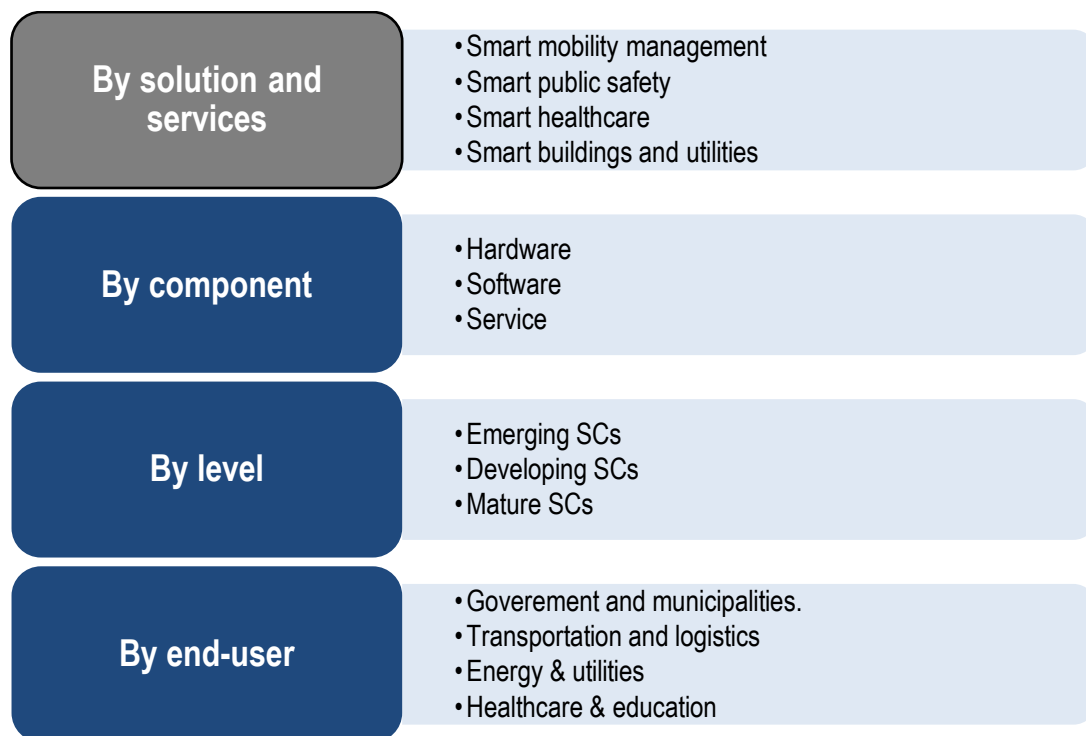 By solution and
services
•Smart mobility management
•Smart public safety
•Smart healthcare
•Smart buildings and utilities
By component
•Hardware
•Software
•Service
By level
•Emerging SCs
•Developing SCs
•Mature SCs
By end-user
•Goverement and municipalities.
•Transportation and logistics
•Energy & utilities
•Healthcare & education